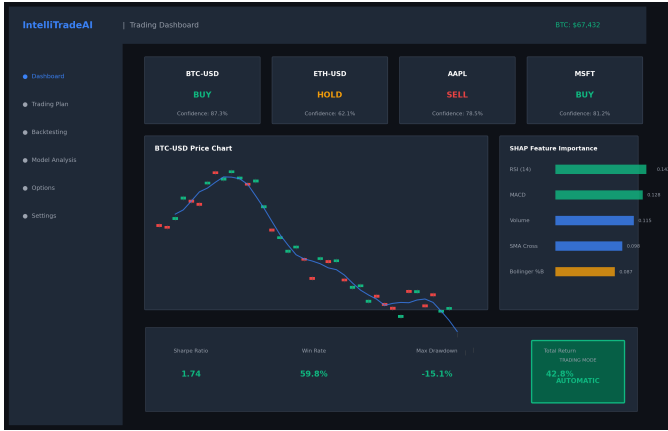 IntelliTradeAI | Trading Dashboard BTC: $67,432
Dashboard
Trading Plan
Backtesting
Model Analysis
Options
Settings
BTC-USD
BUY
Confidence: 87.3%
ETH-USD
HOLD
Confidence: 62.1%
AAPL
SELL
Confidence: 78.5%
MSFT
BUY
Confidence: 81.2%
BTC-USD Price Chart
SHAP Feature Importance
RSI (14)
MACD 0.128
Volume 0.115
SMA Cross 0.098
Bollinger %B 0.087
Sharpe Ratio
1.74
Win Rate
59.8%
Max Drawdown
-15.1%
Total Return
42.8%
TRADING MODE
AUTOMATIC